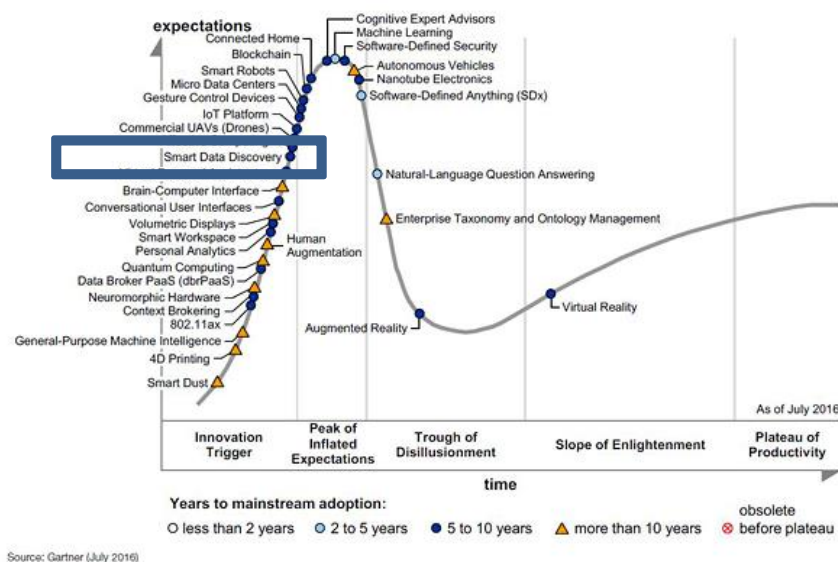 expectations
Cognitive Expert Advisors
Connected Home
Machine Learning
Blockchain
Software-Defined Security
Smart Robots
Autonomous Vehicles
Micro Data Centers
Nanotube Electronics
Gesture Control Devices
Software-Defined Anything (SDx)
IoT Platform
Commercial UAVs (Drones)
Smart Data Discovery
Natural-Language Question Answering
Brain-Computer Interface
Conversational User Interfaces
Volumetric Displays
Enterprise Taxonomy and Ontology Management
Smart Workspace
Personal Analytics
Human
Augmentation
Quantum Computing
Data Broker PaaS (dbrPaaS)
Neuromorphic Hardware
Context Brokering
802.11ax
Virtual Reality
Augmented Reality
General-Purpose Machine Intelligence
4D Printing
Smart Dust
As of July 2016
Innovation
Trigger
Peak of
Inflated
Expectations
Trough of
Disillusionment
Slope of Enlightenment
Plateau of
Productivity
time
Years to mainstream adoption:
less than 2 years
2 to 5 years
5 to 10 years
more than 10 years
obsolete
before plateau
Source: Gartner (July 2016)